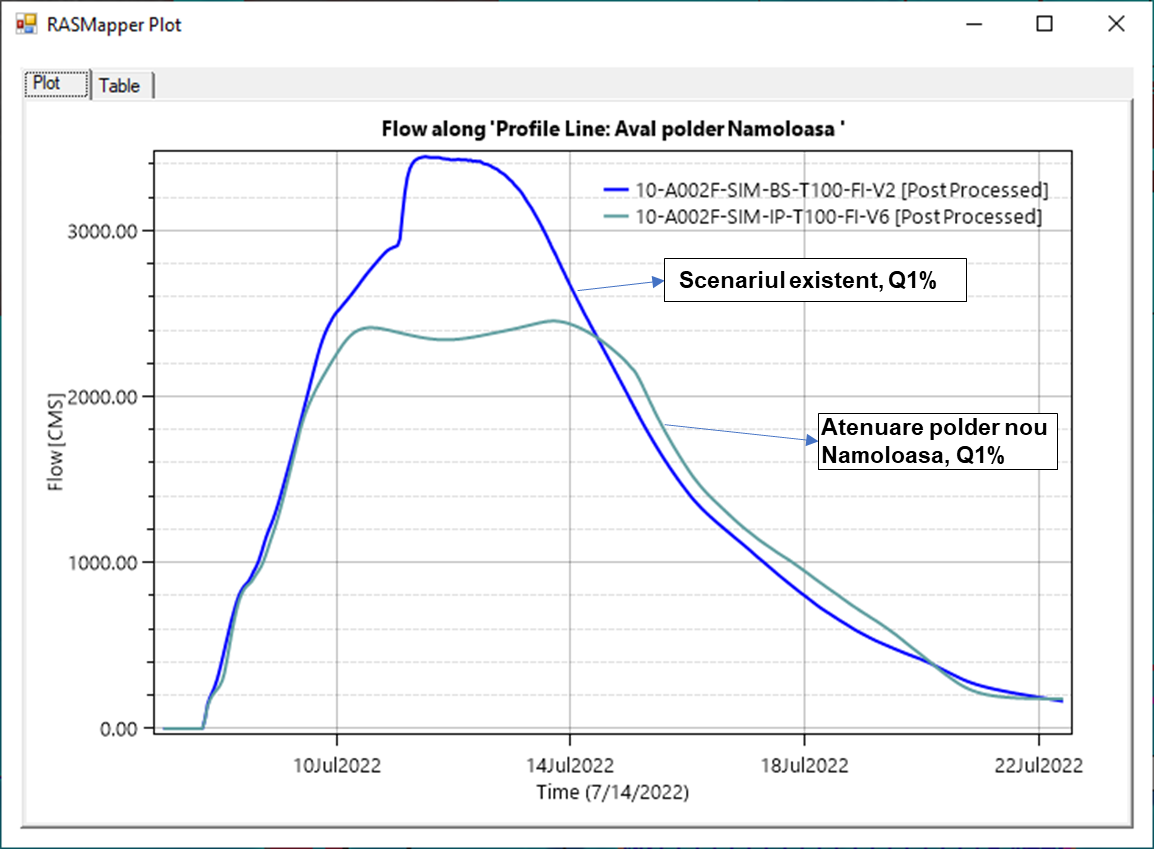 RASMapper Plot
Plot
Table
Flow along 'Profile Line: Aval polder Namoloasa '
10-A002F-SIM-BS-T100-FI-V2 [Post Processed]
10-A002F-SIM-IP-T100-FI-V6 [Post Processed]
3000.00
Scenariul existent, Q1%
2000.00
Flow [CMS]
Atenuare polder nou
Namoloasa, Q1%
1000.00
0.00
10Jul2022
14Jul2022
18Jul2022
22Jul2022
Time (7/14/2022)